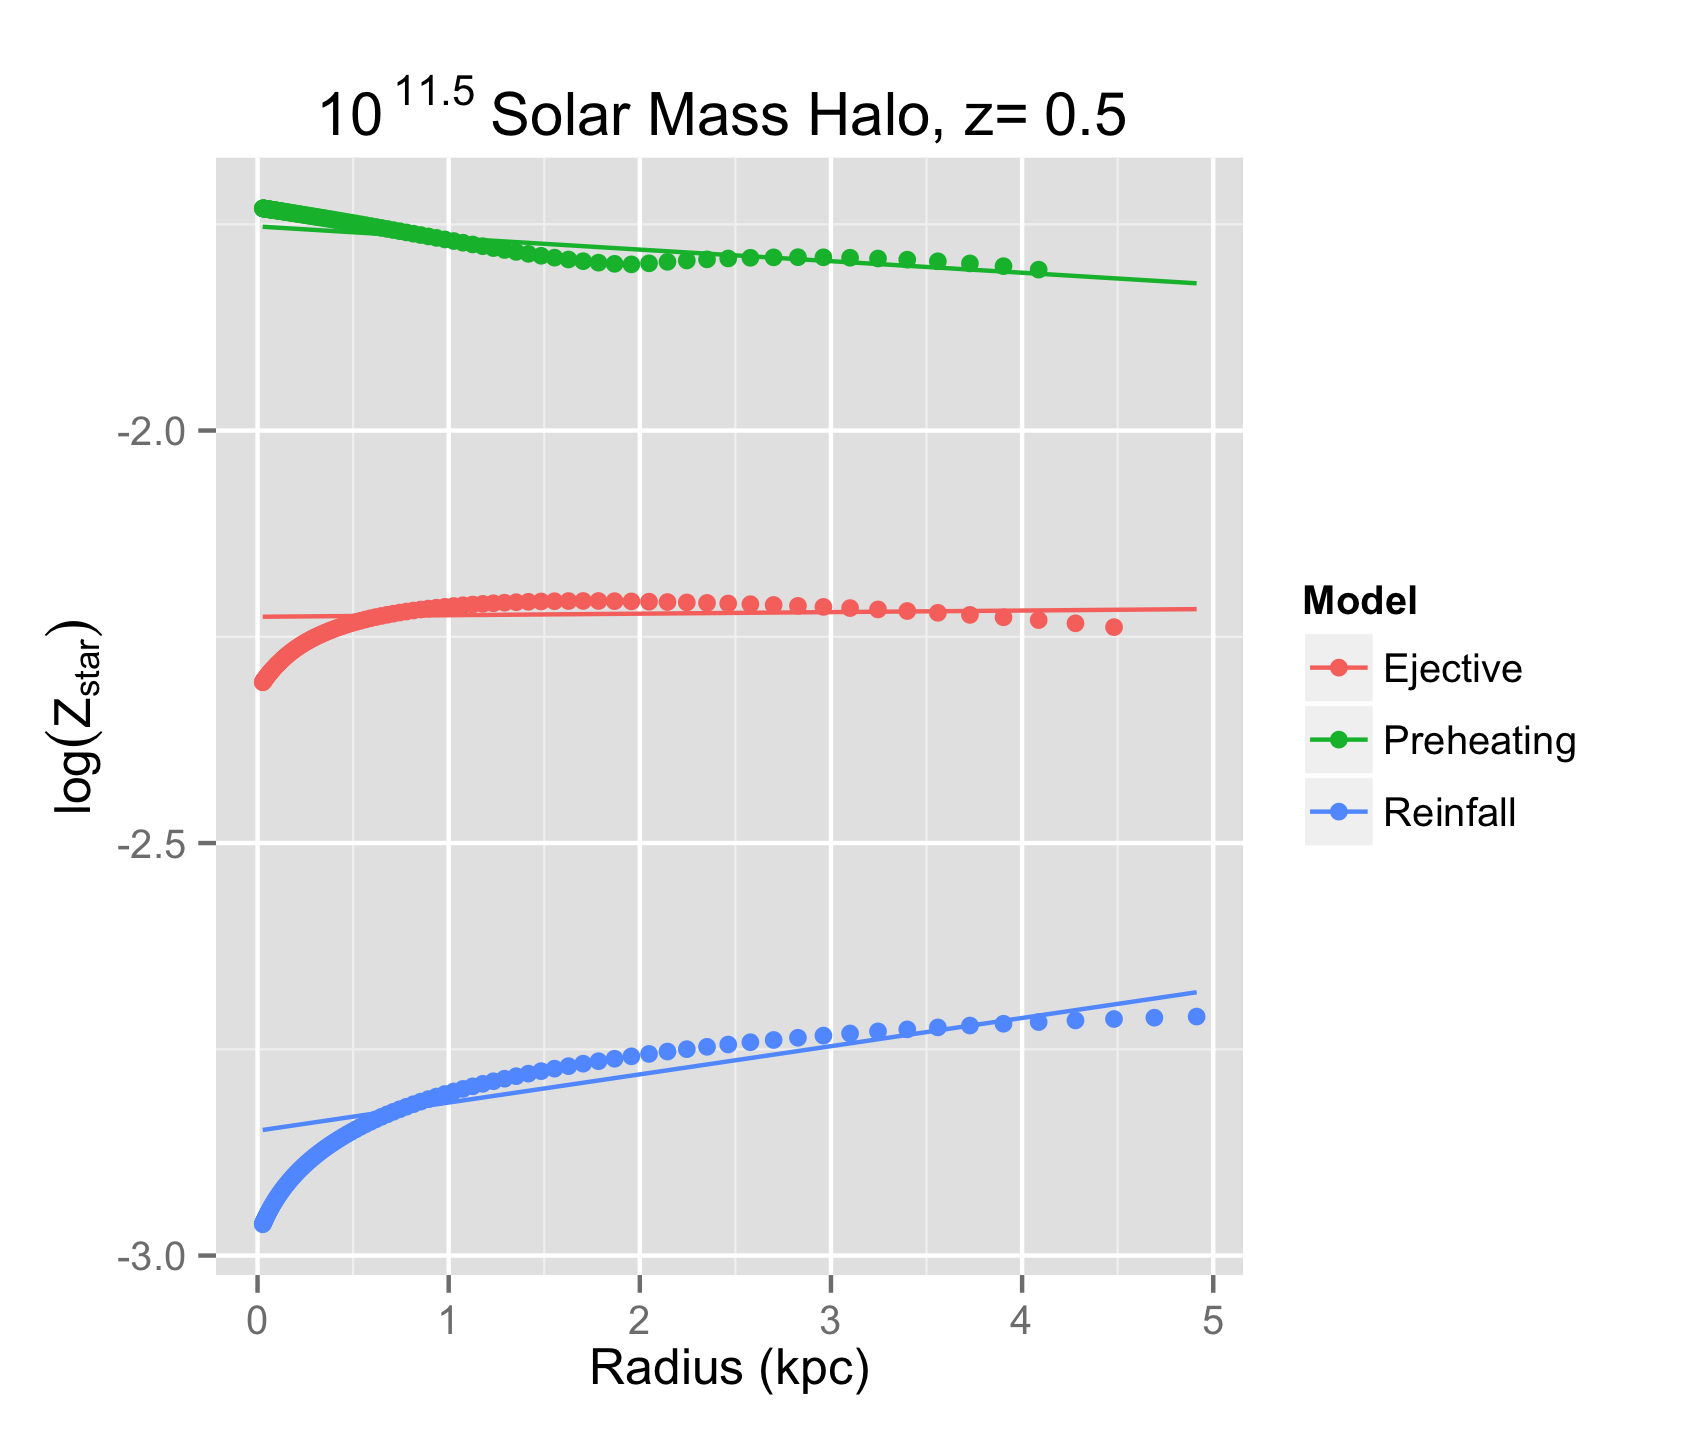 10^11.5 Solar Mass Halo, z= 0.5
log(Z_star)
-2.0
-2.5
-3.0
0 1 2 3 4 5
Radius (kpc)
Model
Ejective
Preheating
Reinfall